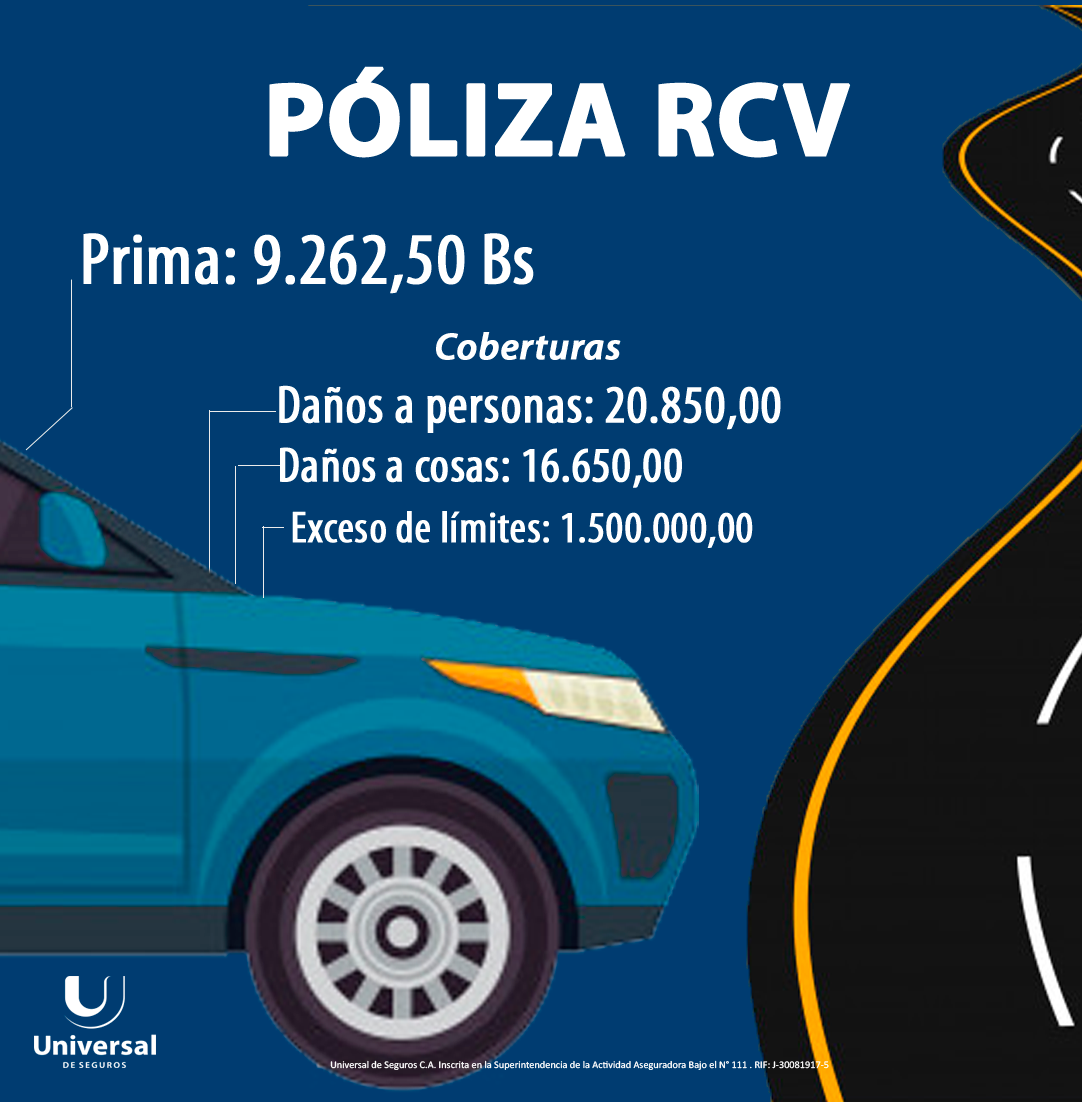 PÓLIZA RCV
Prima: 9.262,50 Bs
Coberturas
Daños a personas: 20.850,00
Daños a cosas: 16.650,00
Exceso de límites: 1.500.000,00
Universal
DE SEGUROS
Universal de Seguros C.A. Inscrita en la Superintendencia de la Actividad Aseguradora Bajo el N° 111 . RIF: J-30081917-5